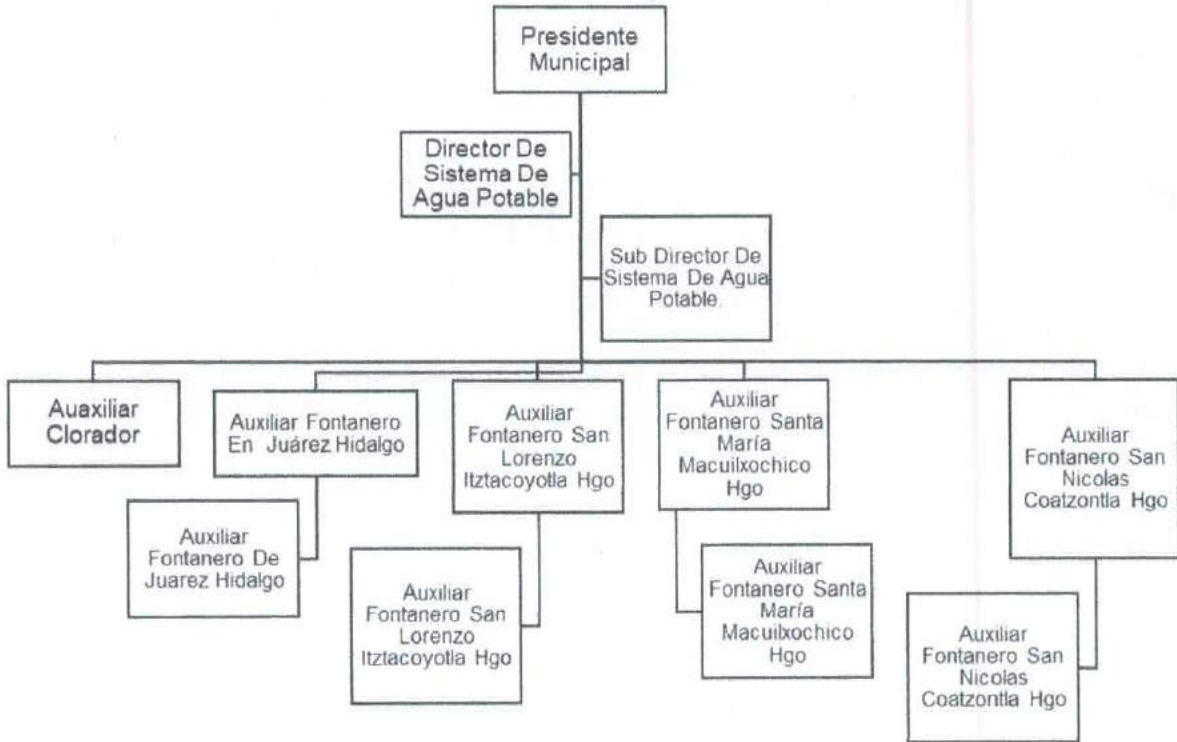 Presidente
Municipal
Director De
Sistema De
Agua Potable
Sub Director De
Sistema De Agua
Potable.
Auaxiliar
Clorador
Auxiliar Fontanero
En Juárez Hidalgo
Auxiliar
Fontanero San
Lorenzo
Itztacoyotla Hgo
Auxiliar
Fontanero Santa
María
Macuilxochico
Hgo
Auxiliar
Fontanero San
Nicolas
Coatzontla Hgo
Auxiliar
Fontanero De
Juarez Hidalgo
Auxiliar
Fontanero San
Lorenzo
Itztacoyotla Hgo
Auxiliar
Fontanero Santa
María
Macuilxochico
Hgo
Auxiliar
Fontanero San
Nicolas
Coatzontla Hgo